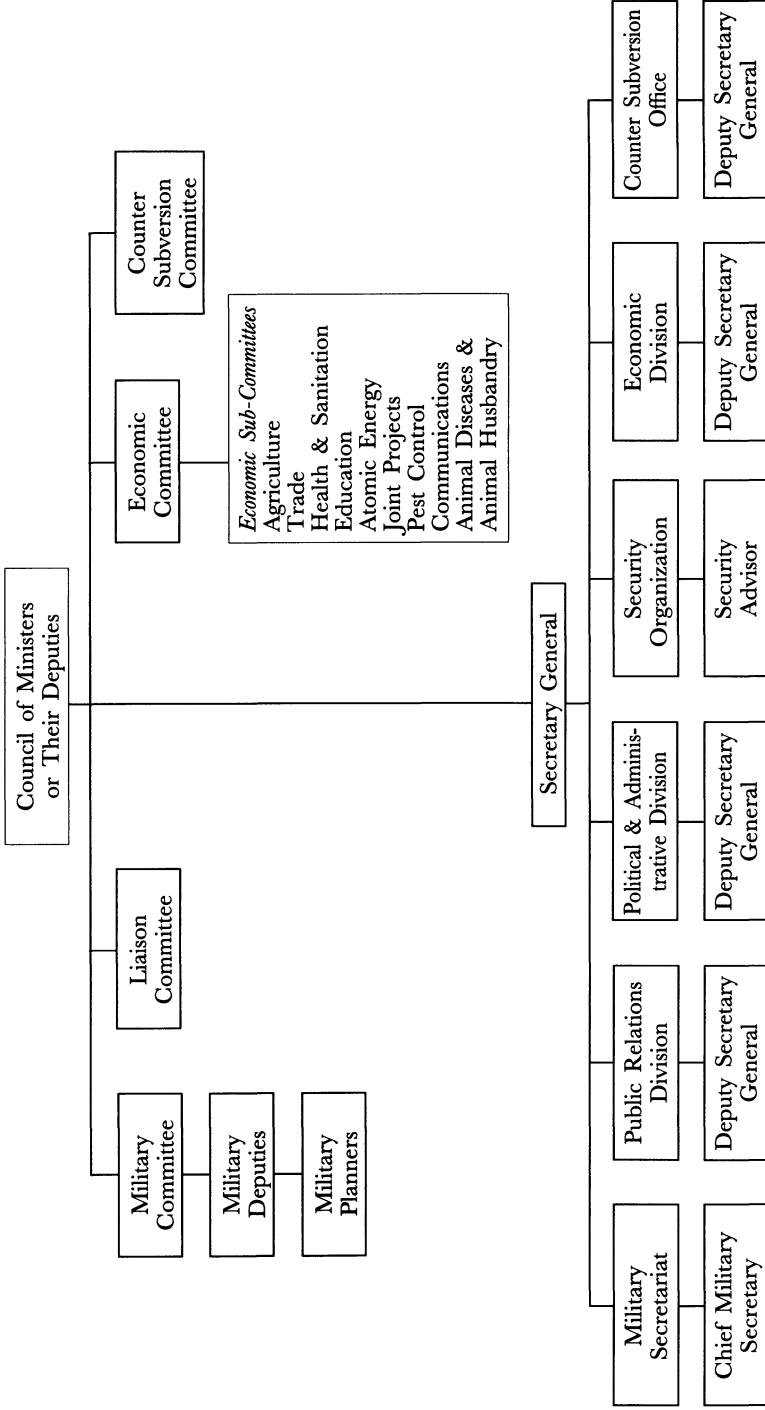 Council of Ministers
or Their Deputies
Military
Committee
Liaison
Committee
Economic
Committee
Counter
Subversion
Committee
Military
Deputies
Military
Planners
Economic Sub-Committees
Agriculture
Trade
Health & Sanitation
Education
Atomic Energy
Joint Projects
Pest Control
Communications
Animal Diseases &
Animal Husbandry
Secretary General
Military
Secretariat
Public Relations
Division
Political & Adminis-
trative Division
Security
Organization
Economic
Division
Counter Subversion
Office
Chief Military
Secretary
Deputy Secretary
General
Deputy Secretary
General
Security
Advisor
Deputy Secretary
General
Deputy Secretary
General